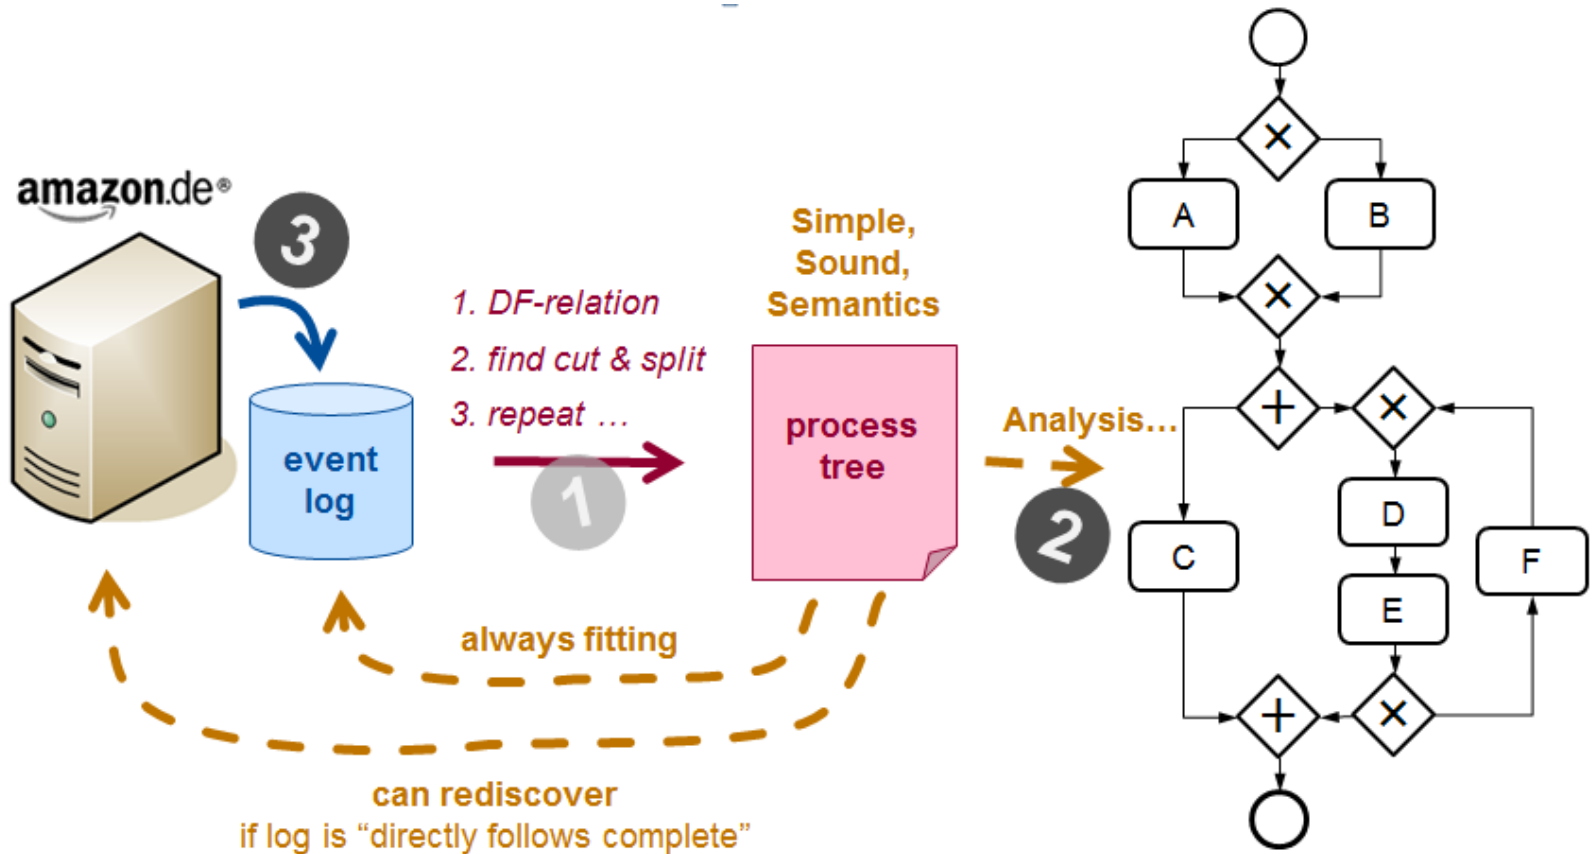 amazon.de®
3
event
log
1. DF-relation
2. find cut & split
3. repeat …
1
Simple,
Sound,
Semantics
process
tree
Analysis…
2
always fitting
can rediscover
if log is “directly follows complete”
×
A
B
×
+
×
D
C
F
E
+
×